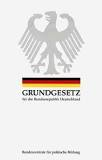 GRUNDGESETZ
für die Bundesrepublik Deutschland
Bundeszentrale für politische Bildung